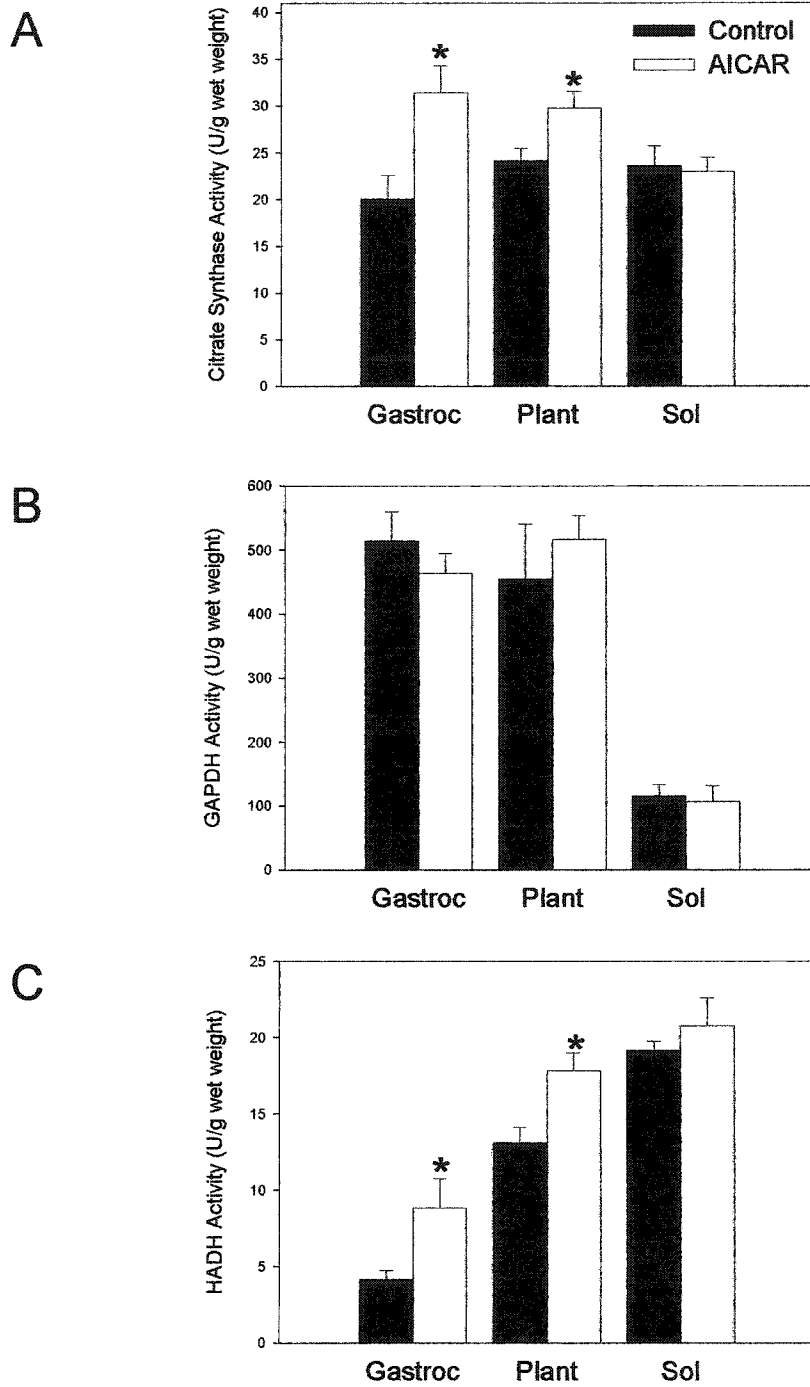 A
Citrate Synthase Activity (U/g wet weight)
40
35
30
25
20
15
10
5
0
*
*
Control
AICAR
Gastroc Plant Sol
B
GAPDH Activity (U/g wet weight)
600
500
400
300
200
100
0
Gastroc Plant Sol
C
HADH Activity (U/g wet weight)
25
20
15
10
5
0
*
*
Gastroc Plant Sol